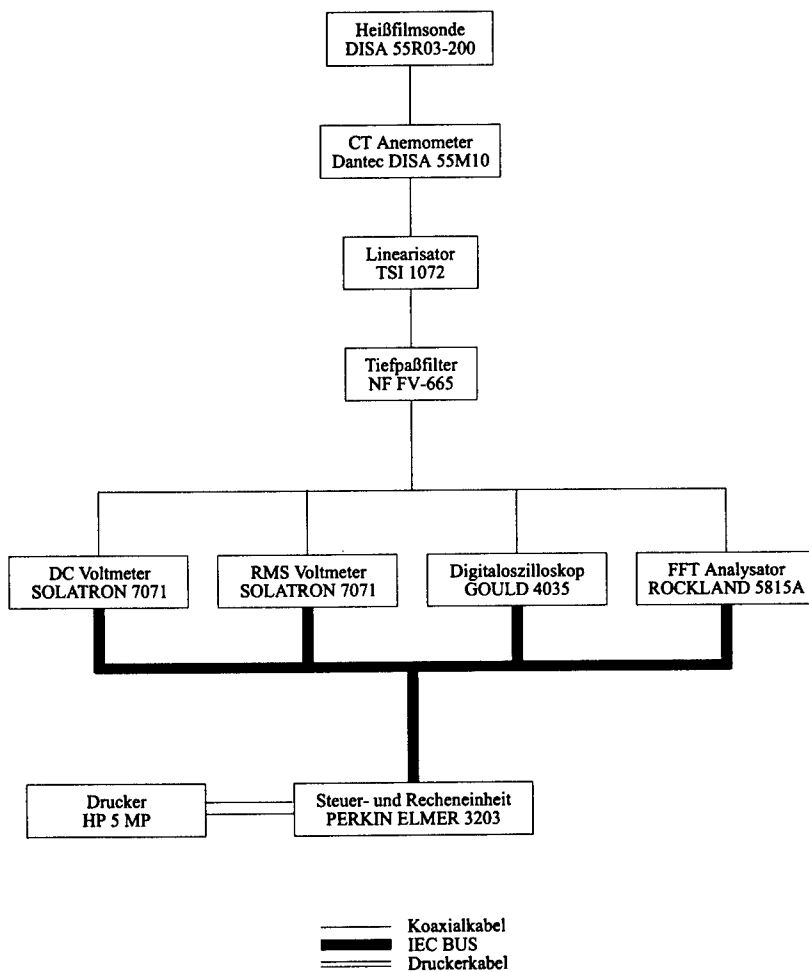 Heißfilmsonde
DISA 55R03-200
CT Anemometer
Dantec DISA 55M10
Linearisator
TSI 1072
Tiefpaßfilter
NF FV-665
DC Voltmeter
SOLATRON 7071
RMS Voltmeter
SOLATRON 7071
Digitaloszilloskop
GOULD 4035
FFT Analysator
ROCKLAND 5815A
Drucker
HP 5 MP
Steuer- und Recheneinheit
PERKIN ELMER 3203
Koaxialkabel
IEC BUS
Druckerkabel